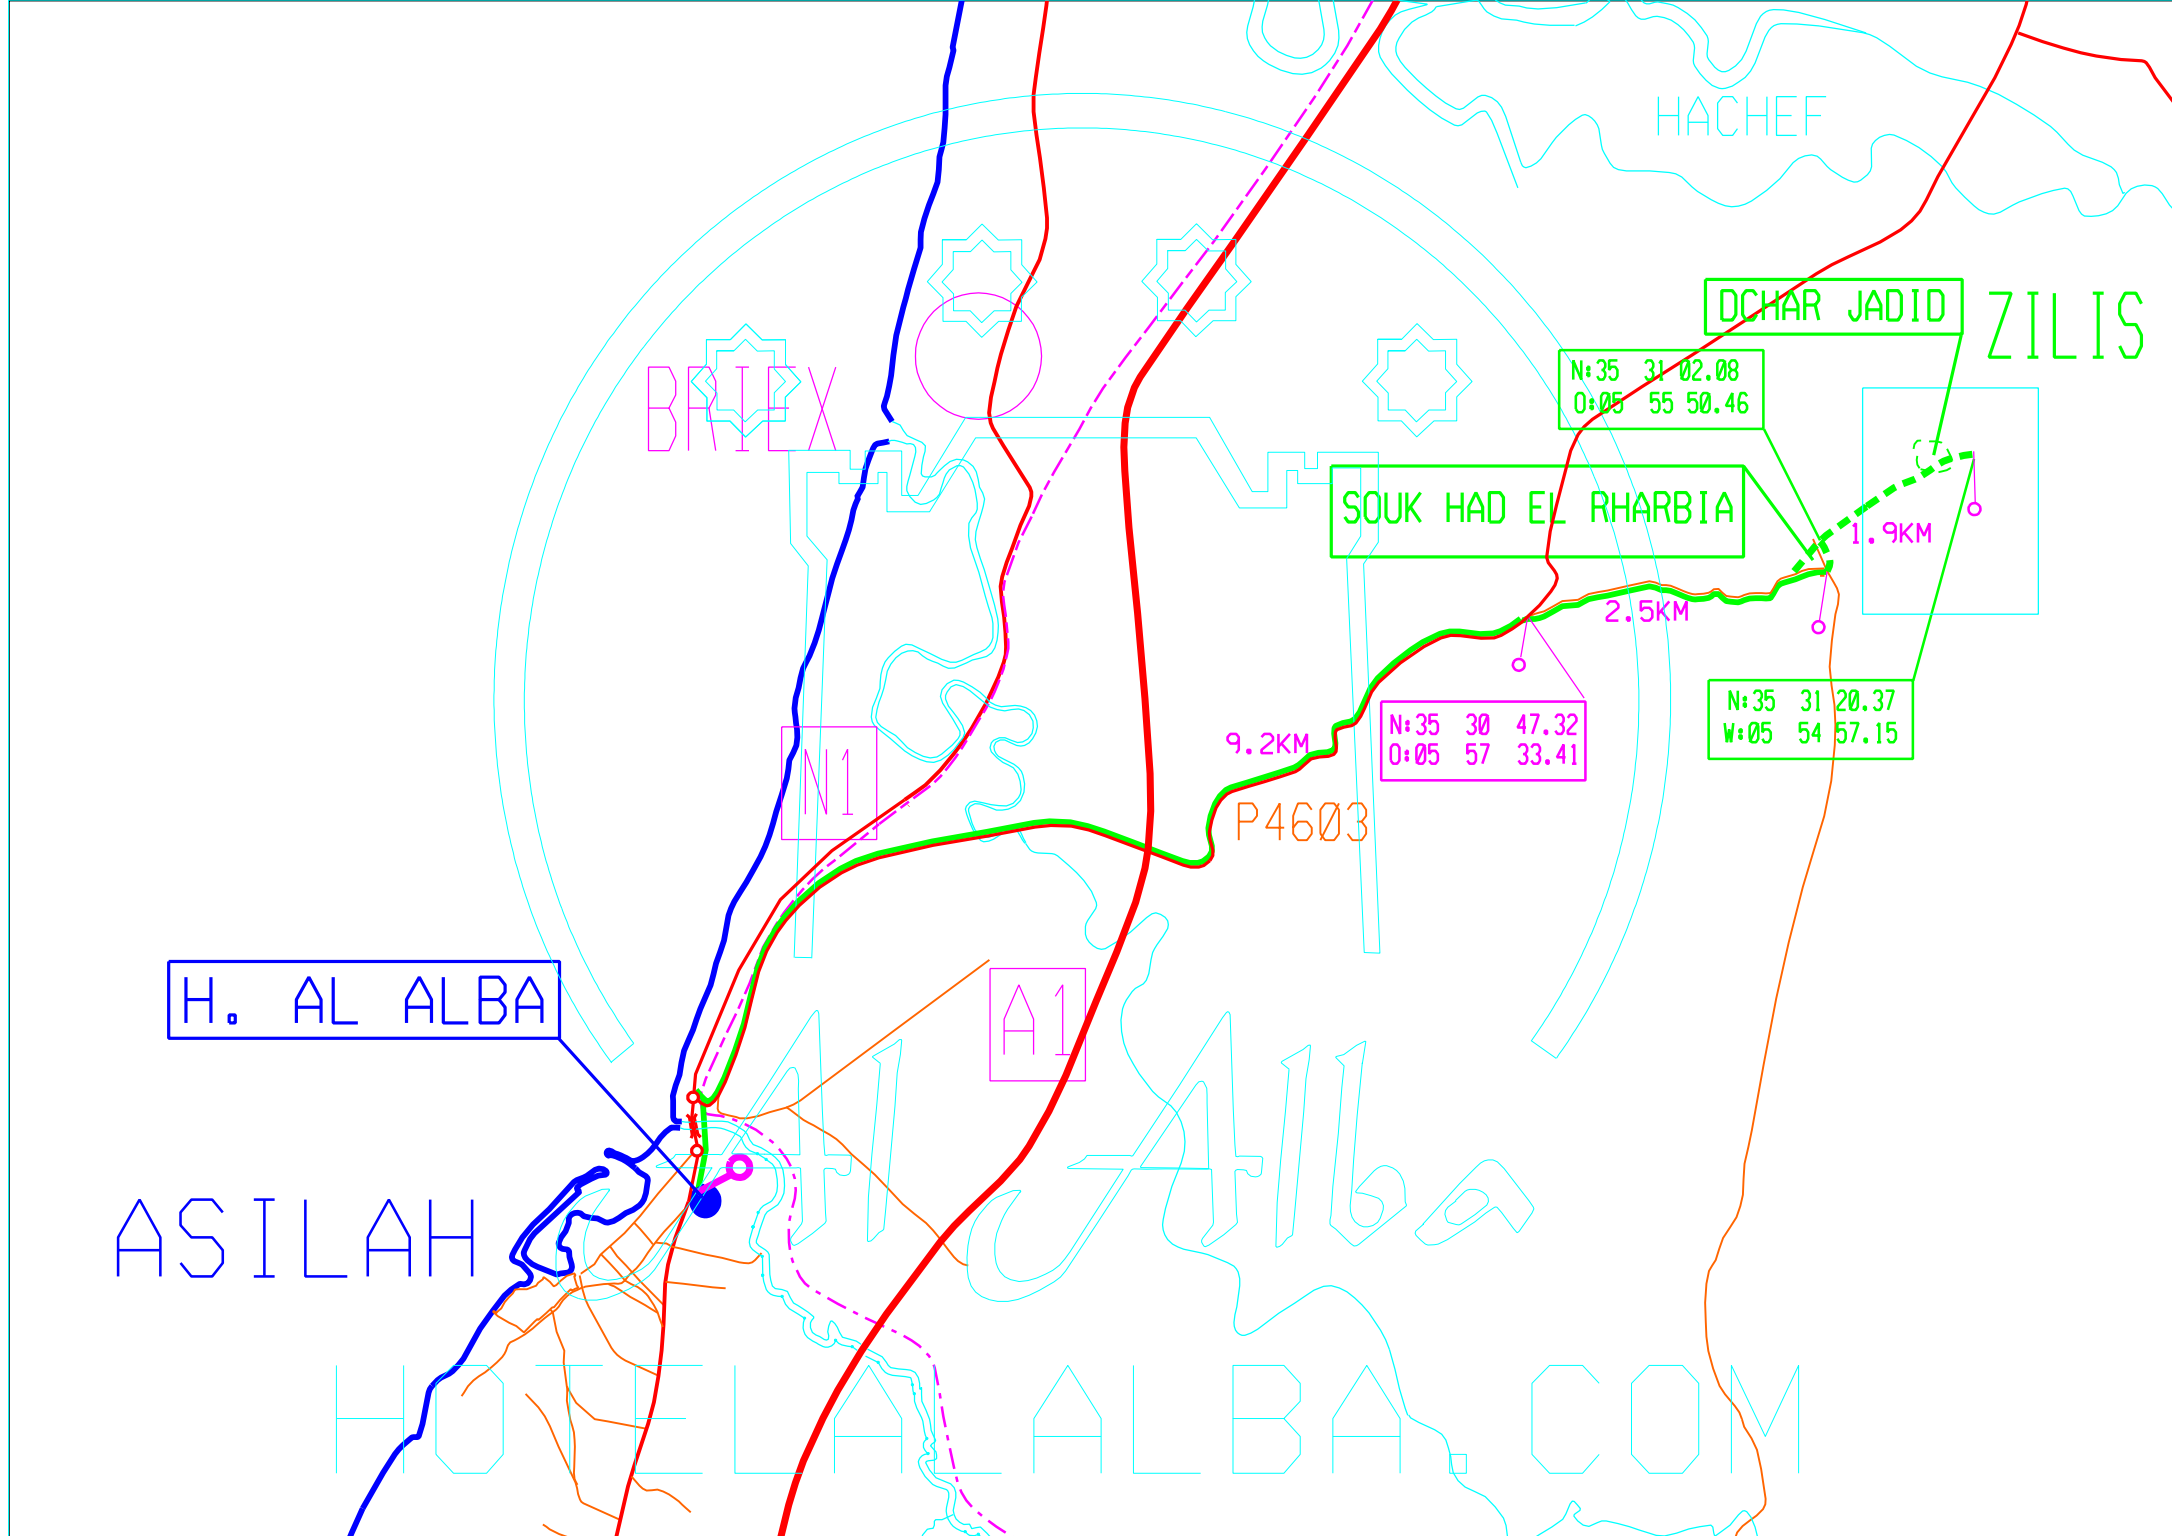 HACHEF
DCHAR JADID
ZILIS
N:35 31 02.08
O:05 55 50.46
BRIEX
SOUK HAD EL RHARBIA
1.9KM
2.5KM
N:35 31 20.37
W:05 54 57.15
N:35 30 47.32
O:05 57 33.41
9.2KM
N1
P4603
H. AL ALBA
A1
Al Alba
ASILAH
HOTELALALBA.COM